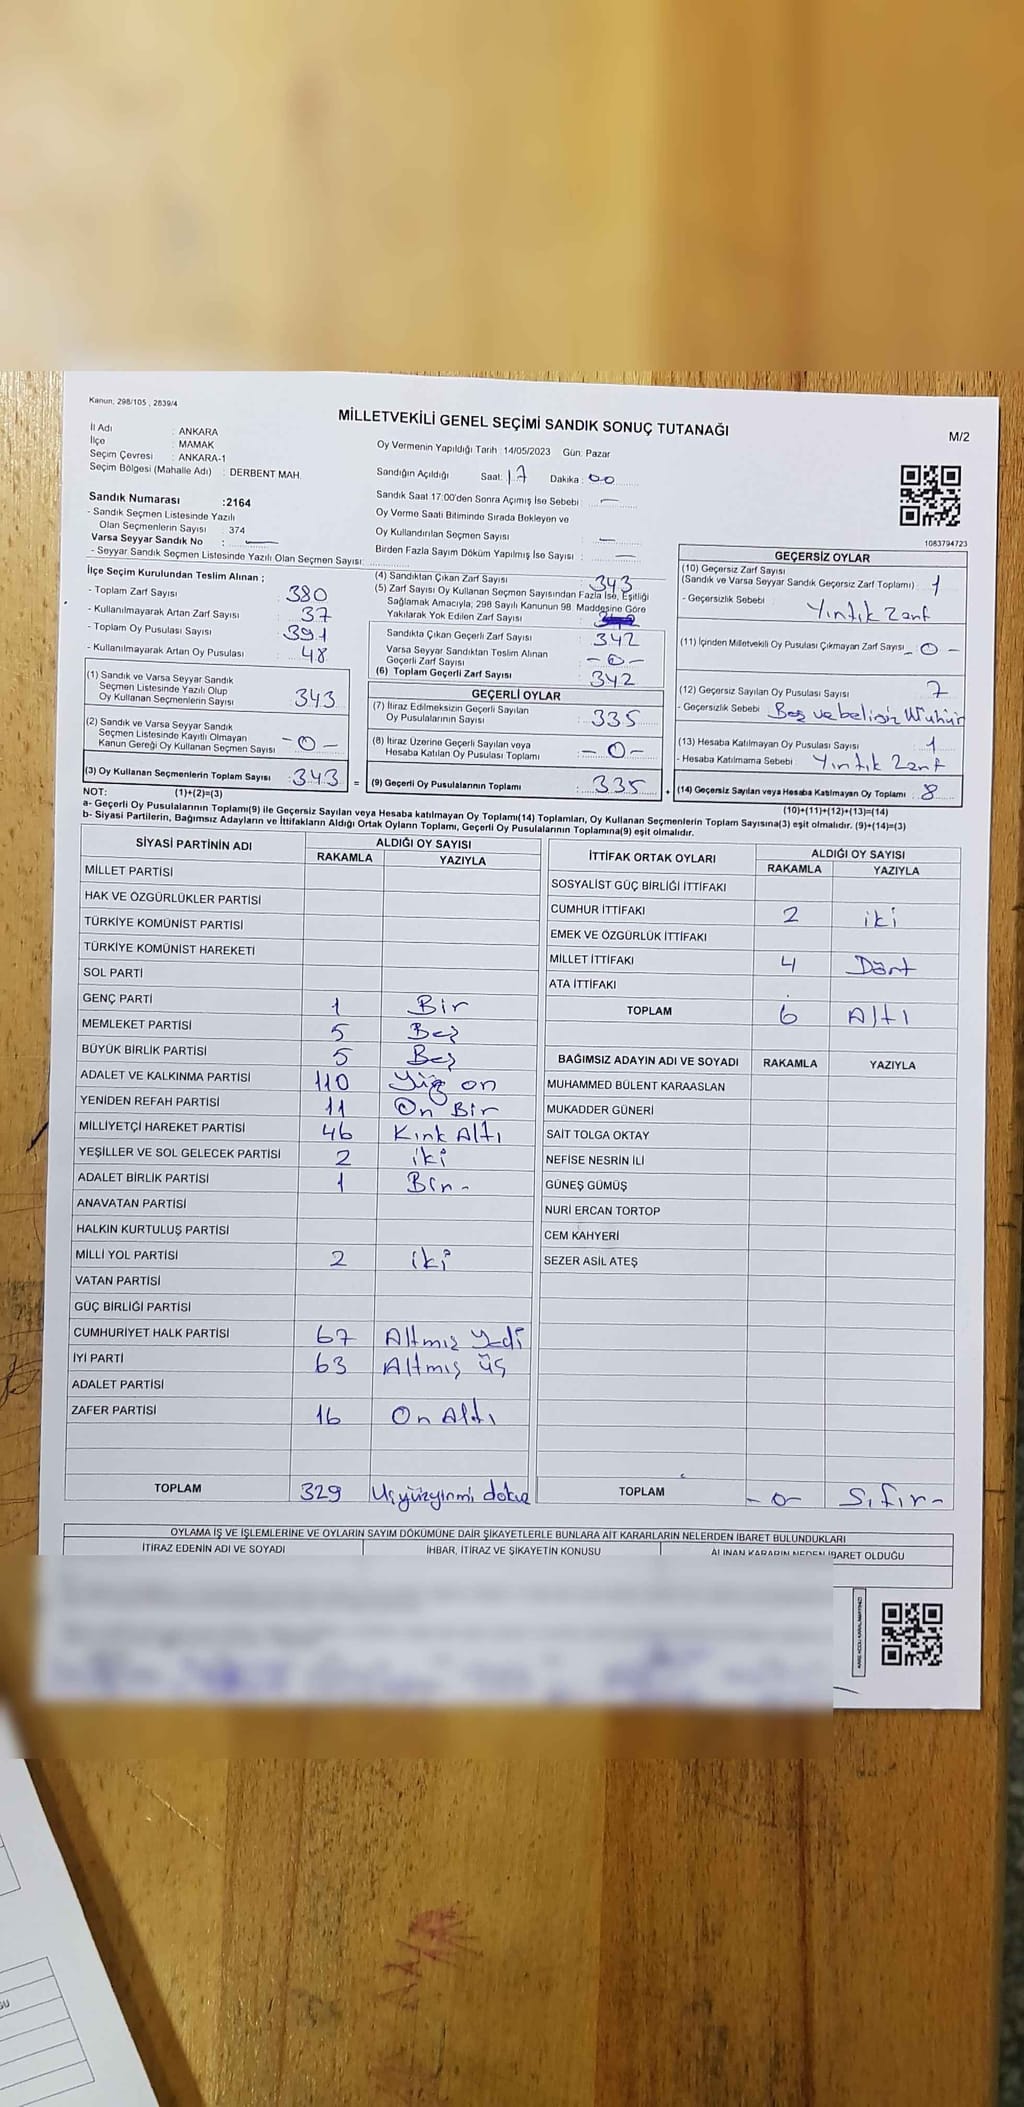 Kanun, 298/105 , 2839/4
MİLLETVEKİLİ GENEL SEÇİMİ SANDIK SONUÇ TUTANAĞI
M/2
İl Adı : ANKARA
İlçe : MAMAK
Seçim Çevresi : ANKARA-1
Seçim Bölgesi (Mahalle Adı) : DERBENT MAH.
Oy Vermenin Yapıldığı Tarih : 14/05/2023 Gün: Pazar
Sandığın Açıldığı Saat: 17 Dakika : 00
Sandık Saat 17:00'den Sonra Açımış İse Sebebi —
Oy Verme Saati Bitiminde Sırada Bekleyen ve
Oy Kullandırılan Seçmen Sayısı : —
Birden Fazla Sayım Döküm Yapılmış İse Sayısı : —
Sandık Numarası :2164
- Sandık Seçmen Listesinde Yazılı
Olan Seçmenlerin Sayısı : 374
Varsa Seyyar Sandık No : —
- Seyyar Sandık Seçmen Listesinde Yazılı Olan Seçmen Sayısı:
1083794723
İlçe Seçim Kurulundan Teslim Alınan ;
- Toplam Zarf Sayısı 380
- Kullanılmayarak Artan Zarf Sayısı : 37
- Toplam Oy Pusulası Sayısı 391
- Kullanılmayarak Artan Oy Pusulası : 48
(1) Sandık ve Varsa Seyyar Sandık
Seçmen Listesinde Yazılı Olup
Oy Kullanan Seçmenlerin Sayısı : 343
(2) Sandık ve Varsa Seyyar Sandık
Seçmen Listesinde Kayıtlı Olmayan
Kanun Gereği Oy Kullanan Seçmen Sayısı -0-
(3) Oy Kullanan Seçmenlerin Toplam Sayısı : 343 =
(4) Sandıktan Çıkan Zarf Sayısı : 343
(5) Zarf Sayısı Oy Kullanan Seçmen Sayısından Fazla İse, Eşitliği
Sağlamak Amacıyla; 298 Sayılı Kanunun 98. Maddesine Göre
Yakılarak Yok Edilen Zarf Sayısı :
Sandıkta Çıkan Geçerli Zarf Sayısı : 342
Varsa Seyyar Sandıktan Teslim Alınan
Geçerli Zarf Sayısı : -0-
(6) Toplam Geçerli Zarf Sayısı : 342
GEÇERLİ OYLAR
(7) İtiraz Edilmeksizin Geçerli Sayılan
Oy Pusulalarının Sayısı : 335
(8) İtiraz Üzerine Geçerli Sayılan veya
Hesaba Katılan Oy Pusulası Toplamı : -0-
(9) Geçerli Oy Pusulalarının Toplamı : 335 +
GEÇERSİZ OYLAR
(10) Geçersiz Zarf Sayısı
(Sandık ve Varsa Seyyar Sandık Geçersiz Zarf Toplamı) : 1
- Geçersizlik Sebebi Yırtık Zarf
(11) İçinden Milletvekili Oy Pusulası Çıkmayan Zarf Sayısı -0-
(12) Geçersiz Sayılan Oy Pusulası Sayısı 7
- Geçersizlik Sebebi Boş ve belirsiz Mühür
(13) Hesaba Katılmayan Oy Pusulası Sayısı : 1
- Hesaba Katılmama Sebebi : Yırtık Zarf
(14) Geçersiz Sayılan veya Hesaba Katılmayan Oy Toplamı : 8
NOT: (1)+(2)=(3)
(10)+(11)+(12)+(13)=(14)
a- Geçerli Oy Pusulalarının Toplamı(9) ile Geçersiz Sayılan veya Hesaba katılmayan Oy Toplamı(14) Toplamları, Oy Kullanan Seçmenlerin Toplam Sayısına(3) eşit olmalıdır. (9)+(14)=(3)
b- Siyasi Partilerin, Bağımsız Adayların ve İttifakların Aldığı Ortak Oyların Toplamı, Geçerli Oy Pusulalarının Toplamına(9) eşit olmalıdır.
SİYASİ PARTİNİN ADI ALDIĞI OY SAYISI
RAKAMLA YAZIYLA
MİLLET PARTİSİ
HAK VE ÖZGÜRLÜKLER PARTİSİ
TÜRKİYE KOMÜNİST PARTİSİ
TÜRKİYE KOMÜNİST HAREKETİ
SOL PARTİ
GENÇ PARTİ 1 Bir
MEMLEKET PARTİSİ 5 Beş
BÜYÜK BİRLİK PARTİSİ 5 Beş
ADALET VE KALKINMA PARTİSİ 110 Yüz on
YENİDEN REFAH PARTİSİ 11 On Bir
MİLLİYETÇİ HAREKET PARTİSİ 46 Kırk Altı
YEŞİLLER VE SOL GELECEK PARTİSİ 2 iki
ADALET BİRLİK PARTİSİ 1 Bir-
ANAVATAN PARTİSİ
HALKIN KURTULUŞ PARTİSİ
MİLLİ YOL PARTİSİ 2 iki
VATAN PARTİSİ
GÜÇ BİRLİĞİ PARTİSİ
CUMHURİYET HALK PARTİSİ 67 Altmış Yedi
İYİ PARTİ 63 Altmış üç
ADALET PARTİSİ
ZAFER PARTİSİ 16 On Altı
TOPLAM 329 Üçyüzyirmi dokuz
İTTİFAK ORTAK OYLARI ALDIĞI OY SAYISI
RAKAMLA YAZIYLA
SOSYALİST GÜÇ BİRLİĞİ İTTİFAKI
CUMHUR İTTİFAKI 2 iki
EMEK VE ÖZGÜRLÜK İTTİFAKI
MİLLET İTTİFAKI 4 Dört
ATA İTTİFAKI
TOPLAM 6 Altı
BAĞIMSIZ ADAYIN ADI VE SOYADI RAKAMLA YAZIYLA
MUHAMMED BÜLENT KARAASLAN
MUKADDER GÜNERİ
SAİT TOLGA OKTAY
NEFİSE NESRİN İLİ
GÜNEŞ GÜMÜŞ
NURİ ERCAN TORTOP
CEM KAHYERİ
SEZER ASİL ATEŞ
TOPLAM -0- Sıfır-
OYLAMA İŞ VE İŞLEMLERİNE VE OYLARIN SAYIM DÖKÜMÜNE DAİR ŞİKAYETLERLE BUNLARA AİT KARARLARIN NELERDEN İBARET BULUNDUKLARI
İTİRAZ EDENİN ADI VE SOYADI İHBAR, İTİRAZ VE ŞİKAYETİN KONUSU ALINAN KARARIN NEDEN İBARET OLDUĞU